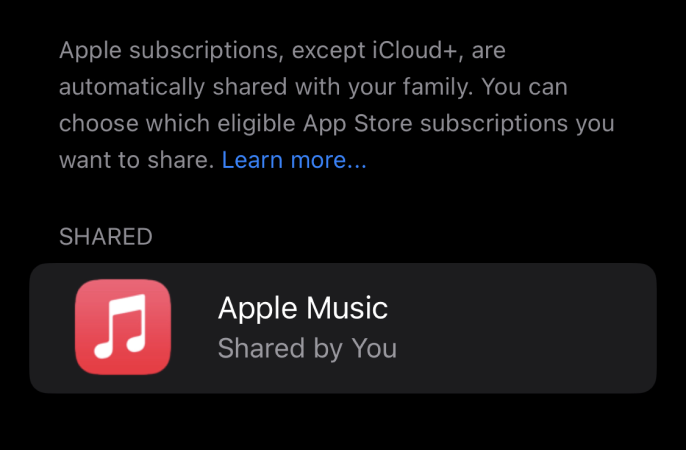 Apple subscriptions, except iCloud+, are
automatically shared with your family. You can
choose which eligible App Store subscriptions you
want to share. Learn more...
SHARED
Apple Music
Shared by You